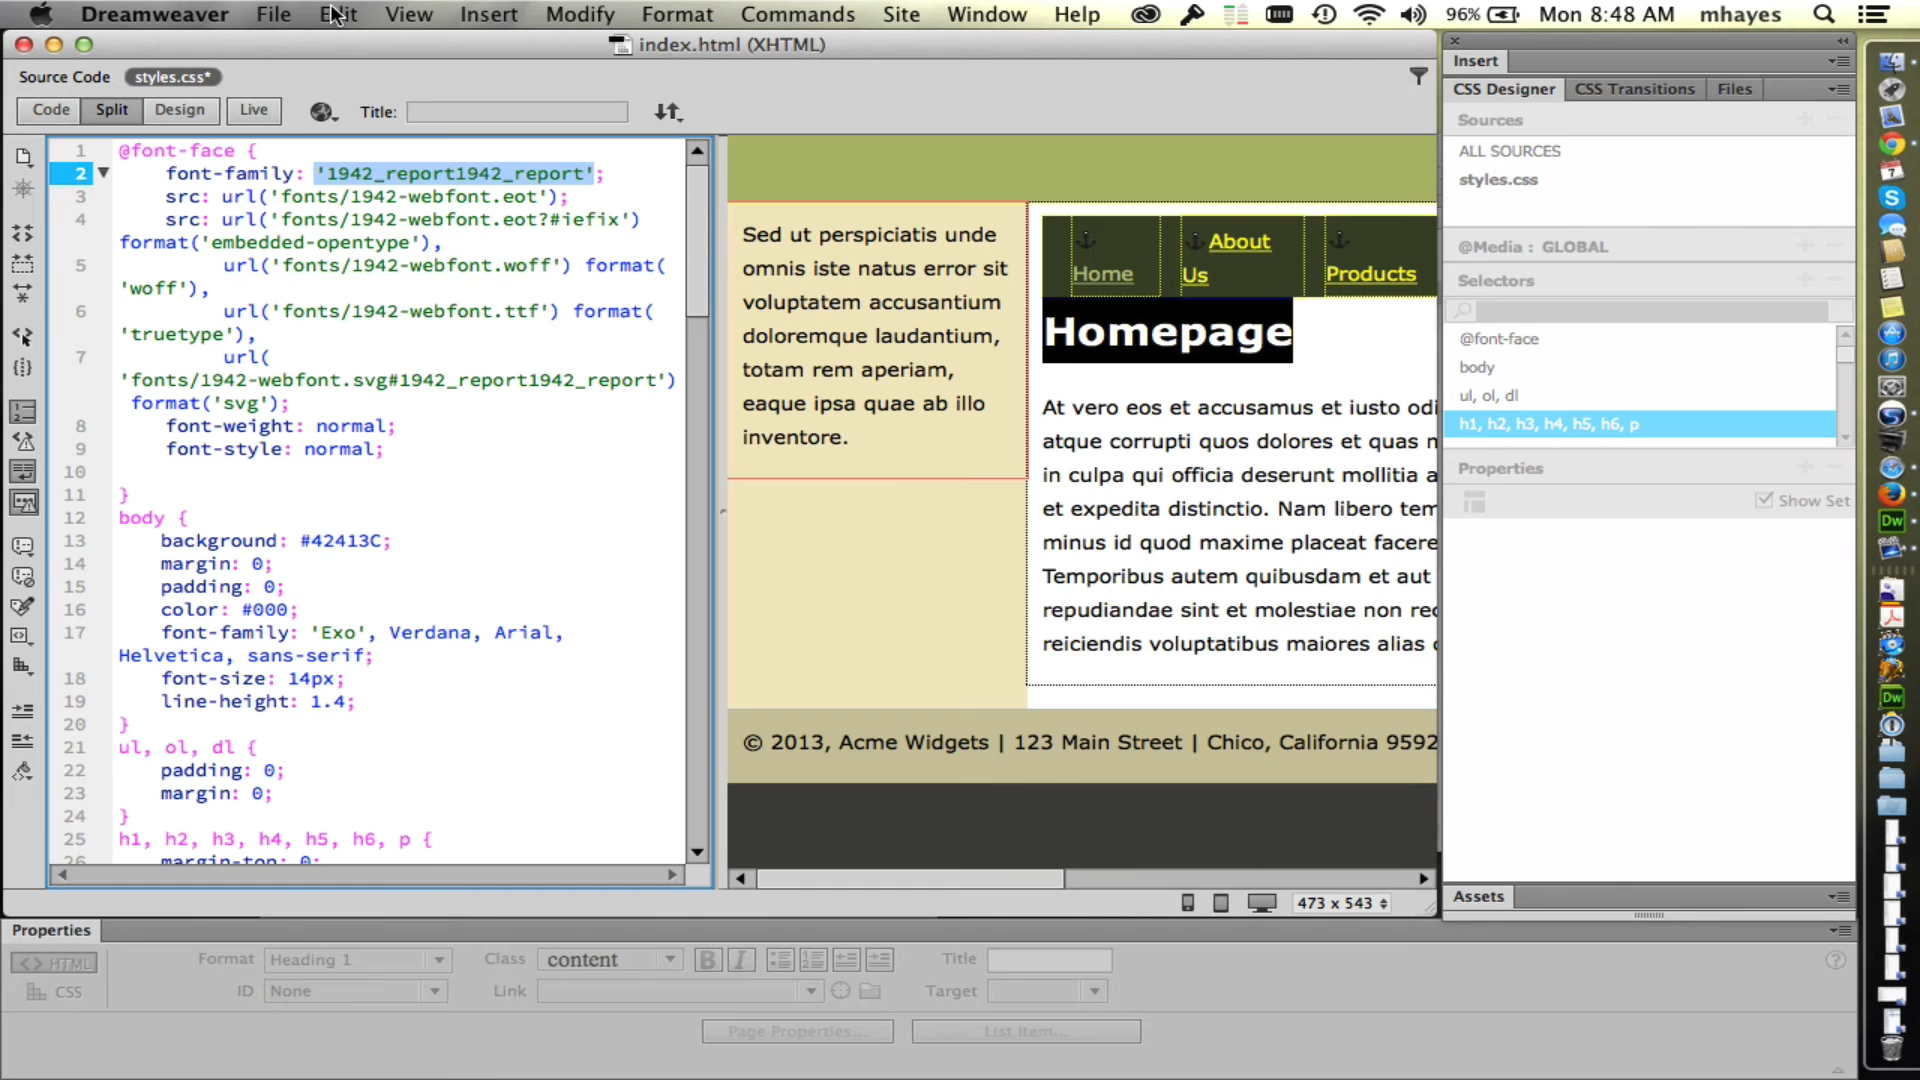 Dreamweaver File Edit View Insert Modify Format Commands Site Window Help 96% Mon 8:48 AM mhayes
index.html (XHTML)
Source Code styles.css*
Code Split Design Live Title:
1 @font-face {
2 font-family: '1942_report1942_report';
3 src: url('fonts/1942-webfont.eot');
4 src: url('fonts/1942-webfont.eot?#iefix')
format('embedded-opentype'),
5 url('fonts/1942-webfont.woff') format(
'woff'),
6 url('fonts/1942-webfont.ttf') format(
'truetype'),
7 url(
'fonts/1942-webfont.svg#1942_report1942_report')
format('svg');
8 font-weight: normal;
9 font-style: normal;
10
11 }
12 body {
13 background: #42413C;
14 margin: 0;
15 padding: 0;
16 color: #000;
17 font-family: 'Exo', Verdana, Arial,
Helvetica, sans-serif;
18 font-size: 14px;
19 line-height: 1.4;
20 }
21 ul, ol, dl {
22 padding: 0;
23 margin: 0;
24 }
25 h1, h2, h3, h4, h5, h6, p {
26 margin-top: 0;
Sed ut perspiciatis unde
omnis iste natus error sit
voluptatem accusantium
doloremque laudantium,
totam rem aperiam,
eaque ipsa quae ab illo
inventore.
Home
About
Us
Products
Homepage
At vero eos et accusamus et iusto odi
atque corrupti quos dolores et quas
in culpa qui officia deserunt mollitia a
et expedita distinctio. Nam libero tem
minus id quod maxime placeat facere
Temporibus autem quibusdam et aut
repudiandae sint et molestiae non rec
reiciendis voluptatibus maiores alias
© 2013, Acme Widgets | 123 Main Street | Chico, California 9592
473 x 543
Insert
CSS Designer CSS Transitions Files
Sources
ALL SOURCES
styles.css
@Media : GLOBAL
Selectors
@font-face
body
ul, ol, dl
h1, h2, h3, h4, h5, h6, p
Properties
Show Set
Assets
Properties
<> HTML Format Heading 1 Class content B I Title
CSS ID None Link Target
Page Properties... List Item...
Dw
Dw